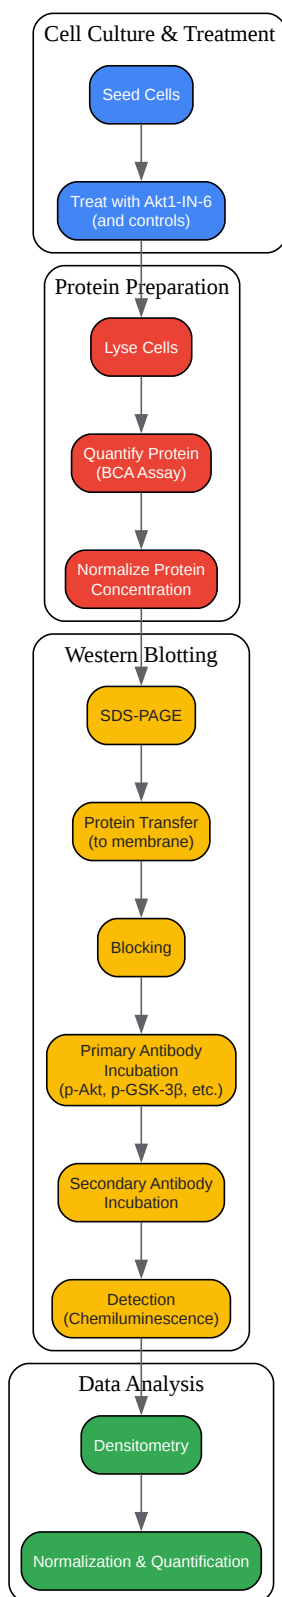 Cell Culture & Treatment
Seed Cells
Treat with Akt1-IN-6
(and controls)
Protein Preparation
Lyse Cells
Quantify Protein
(BCA Assay)
Normalize Protein
Concentration
Western Blotting
SDS-PAGE
Protein Transfer
(to membrane)
Blocking
Primary Antibody
Incubation
(p-Akt, p-GSK-3β, etc.)
Secondary Antibody
Incubation
Detection
(Chemiluminescence)
Data Analysis
Densitometry
Normalization & Quantification